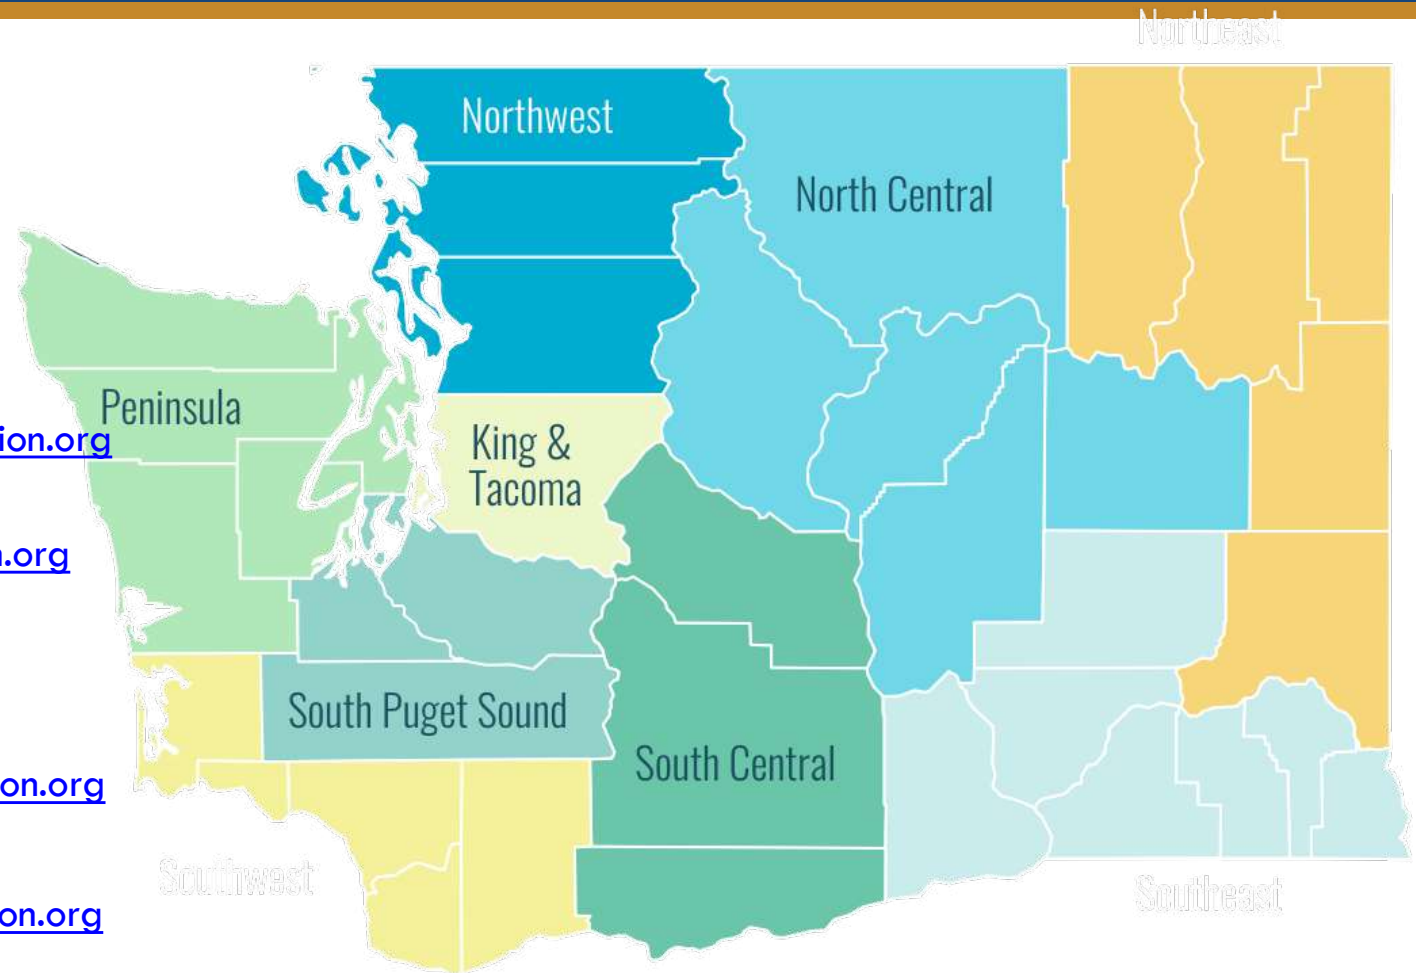 Northeast
Northwest
North Central
Peninsula
ion.org
King &
Tacoma
n.org
South Puget Sound
South Central
on.org
Southwest
Southeast
on.org